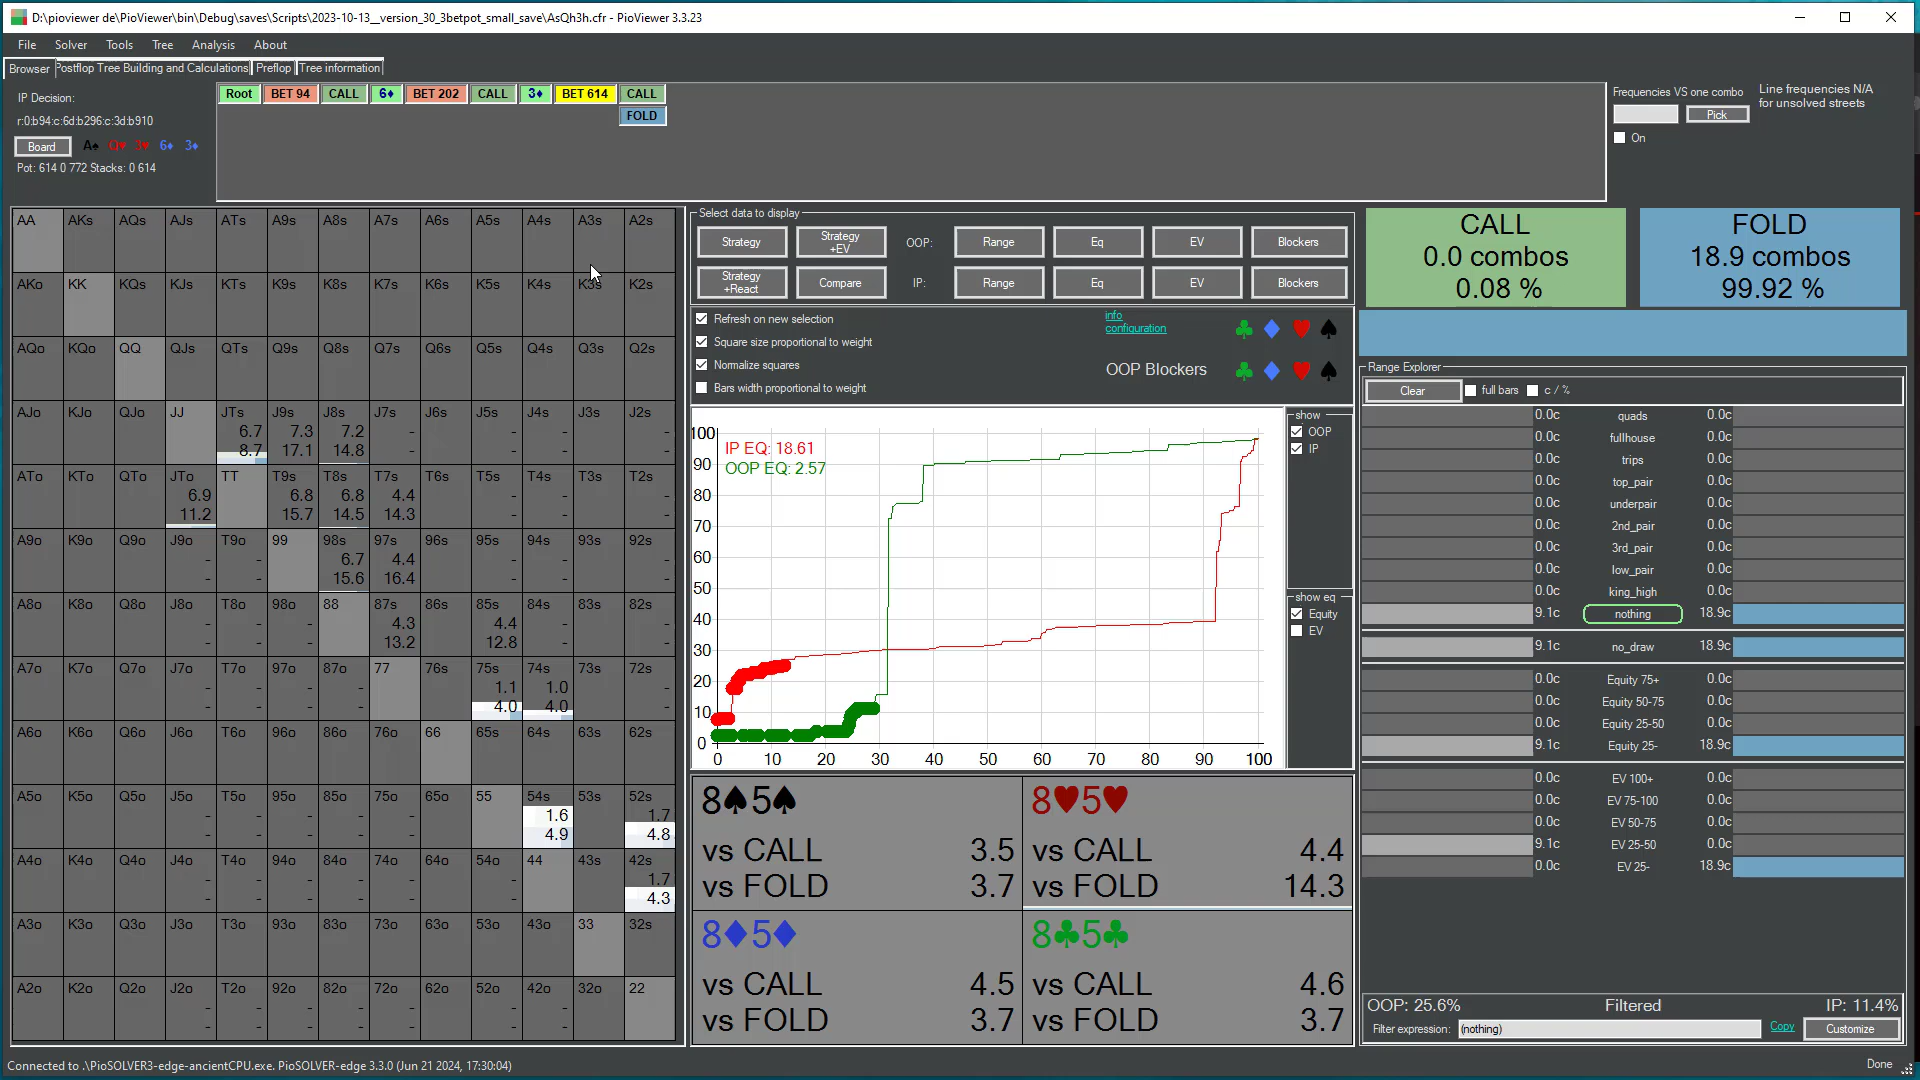 D:\pioviewer de\PioViewer\bin\Debug\saves\Scripts\2023-10-13__version_30_3betpot_small_save\AsQh3h.cfr - PioViewer 3.3.23
File Solver Tools Tree Analysis About
Browser Postflop Tree Building and Calculations Preflop Tree information
IP Decision:
r:0:b94:c:6d:b296:c:3d:b910
Board A♠ Q♥ 3♥ 6♦ 3♦
Pot: 614 0 772 Stacks: 0 614
Root BET 94 CALL 6♦ BET 202 CALL 3♦ BET 614 CALL
FOLD
Frequencies VS one combo
Pick
On
Line frequencies N/A
for unsolved streets
AA AKs AQs AJs ATs A9s A8s A7s A6s A5s A4s A3s A2s
AKo KK KQs KJs KTs K9s K8s K7s K6s K5s K4s K3s K2s
AQo KQo QQ QJs QTs Q9s Q8s Q7s Q6s Q5s Q4s Q3s Q2s
AJo KJo QJo JJ JTs J9s J8s J7s J6s J5s J4s J3s J2s
6.7 7.3 7.2 - - - - - -
8.7 17.1 14.8 - - - - - -
ATo KTo QTo JTo TT T9s T8s T7s T6s T5s T4s T3s T2s
6.9 6.8 6.8 4.4 - - - - -
11.2 15.7 14.5 14.3 - - - - -
A9o K9o Q9o J9o T9o 99 98s 97s 96s 95s 94s 93s 92s
- - 6.7 4.4 - - - - -
- - 15.6 16.4 - - - - -
A8o K8o Q8o J8o T8o 98o 88 87s 86s 85s 84s 83s 82s
- - - 4.3 - 4.4 - - -
- - - 13.2 - 12.8 - - -
A7o K7o Q7o J7o T7o 97o 87o 77 76s 75s 74s 73s 72s
- - - - 1.1 1.0 - -
- - - - 4.0 4.0 - -
A6o K6o Q6o J6o T6o 96o 86o 76o 66 65s 64s 63s 62s
A5o K5o Q5o J5o T5o 95o 85o 75o 65o 55 54s 53s 52s
- - - - - 1.6 1.7
- - - - - 4.9 4.8
A4o K4o Q4o J4o T4o 94o 84o 74o 64o 54o 44 43s 42s
- - - - - - 1.7
- - - - - - 4.3
A3o K3o Q3o J3o T3o 93o 83o 73o 63o 53o 43o 33 32s
A2o K2o Q2o J2o T2o 92o 82o 72o 62o 52o 42o 32o 22
- - - - - - -
- - - - - - -
Select data to display
Strategy Strategy +EV OOP: Range Eq EV Blockers
Strategy +React Compare IP: Range Eq EV Blockers
Refresh on new selection
Square size proportional to weight
Normalize squares
Bars width proportional to weight
info
configuration
♣ ♦ ♥ ♠
OOP Blockers ♣ ♦ ♥ ♠
IP EQ: 18.61
OOP EQ: 2.57
100
90
80
70
60
50
40
30
20
10
0
0 10 20 30 40 50 60 70 80 90 100
show
OOP
IP
show eq
Equity
EV
8♠5♠
vs CALL 3.5
vs FOLD 3.7
8♥5♥
vs CALL 4.4
vs FOLD 14.3
8♦5♦
vs CALL 4.5
vs FOLD 3.7
8♣5♣
vs CALL 4.6
vs FOLD 3.7
CALL
0.0 combos
0.08 %
FOLD
18.9 combos
99.92 %
Range Explorer
Clear full bars c / %
0.0c quads 0.0c
0.0c fullhouse 0.0c
0.0c trips 0.0c
0.0c top_pair 0.0c
0.0c underpair 0.0c
0.0c 2nd_pair 0.0c
0.0c 3rd_pair 0.0c
0.0c low_pair 0.0c
0.0c king_high 0.0c
9.1c nothing 18.9c
9.1c no_draw 18.9c
0.0c Equity 75+ 0.0c
0.0c Equity 50-75 0.0c
0.0c Equity 25-50 0.0c
9.1c Equity 25- 18.9c
0.0c EV 100+ 0.0c
0.0c EV 75-100 0.0c
0.0c EV 50-75 0.0c
9.1c EV 25-50 0.0c
0.0c EV 25- 18.9c
OOP: 25.6% Filtered IP: 11.4%
Filter expression: (nothing) Copy Customize
Connected to .\PioSOLVER3-edge-ancientCPU.exe. PioSOLVER-edge 3.3.0 (Jun 21 2024, 17:30:04)
Done